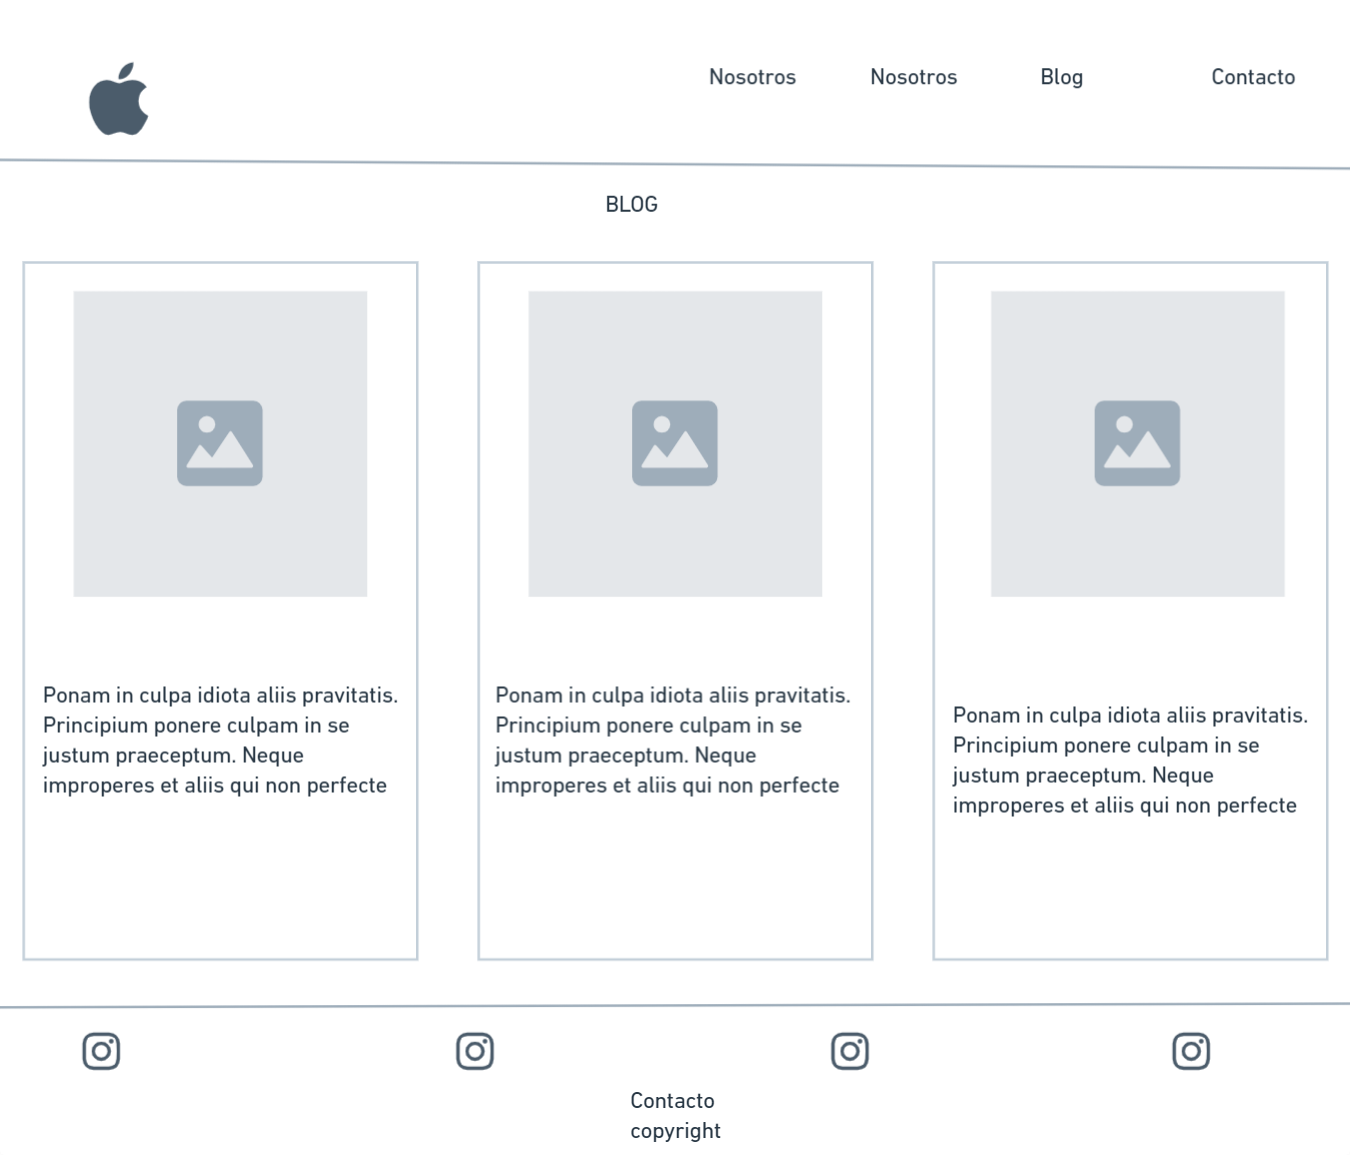 Nosotros
Nosotros
Blog
Contacto
BLOG
Ponam in culpa idiota aliis pravitatis.
Principium ponere culpam in se
justum praeceptum. Neque
improperes et aliis qui non perfecte
Ponam in culpa idiota aliis pravitatis.
Principium ponere culpam in se
justum praeceptum. Neque
improperes et aliis qui non perfecte
Ponam in culpa idiota aliis pravitatis.
Principium ponere culpam in se
justum praeceptum. Neque
improperes et aliis qui non perfecte
Contacto
copyright